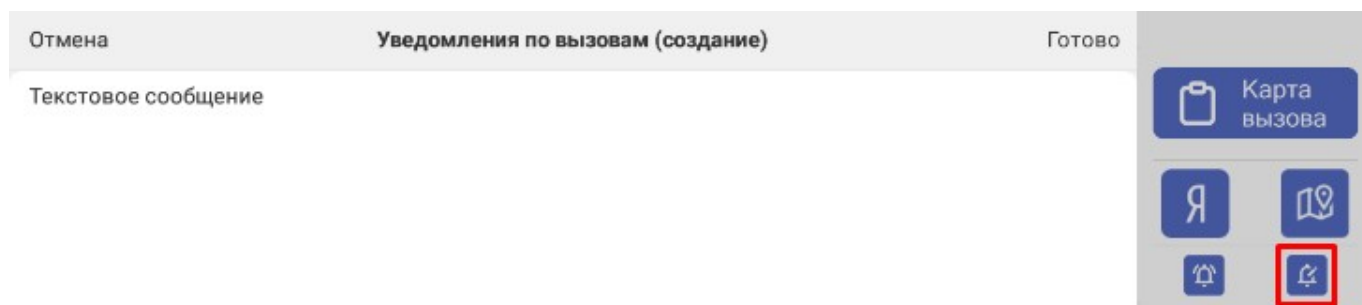 Отмена
Уведомления по вызовам (создание)
Готово
Текстовое сообщение
Карта
вызова
Я